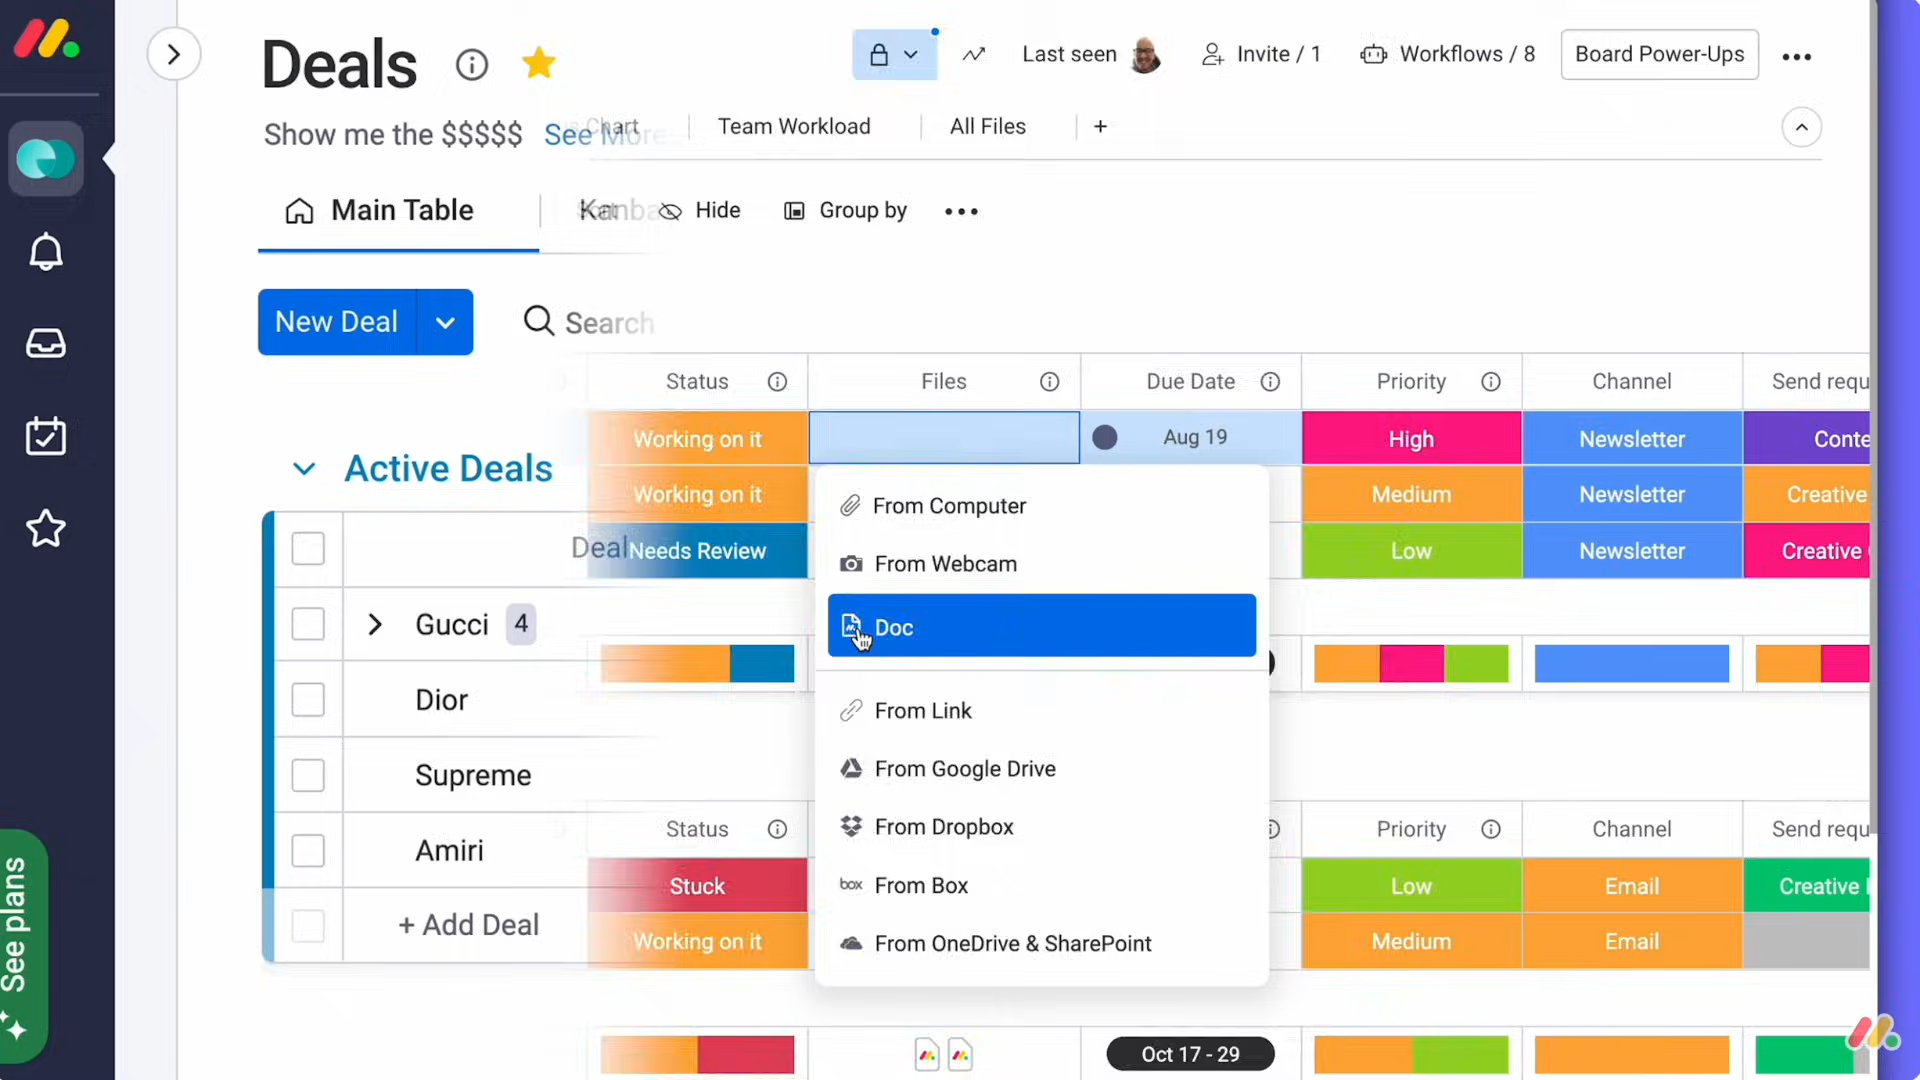 Deals
Last seen
Invite / 1
Workflows / 8
Board Power-Ups
Show me the $$$$$ See More
Chart
Team Workload
All Files
+
Main Table
Hide
Group by
New Deal
Search
Status
Files
Due Date
Priority
Channel
Send requ
Working on it
Aug 19
High
Newsletter
Conte
Active Deals
Working on it
Medium
Newsletter
Creative
Deal
Needs Review
Low
Newsletter
Creative
From Computer
From Webcam
Doc
From Link
From Google Drive
From Dropbox
box From Box
From OneDrive & SharePoint
Gucci 4
Dior
Supreme
Amiri
+ Add Deal
Status
Priority
Channel
Send requ
Stuck
Low
Email
Creative
Working on it
Medium
Email
Oct 17 - 29
See plans